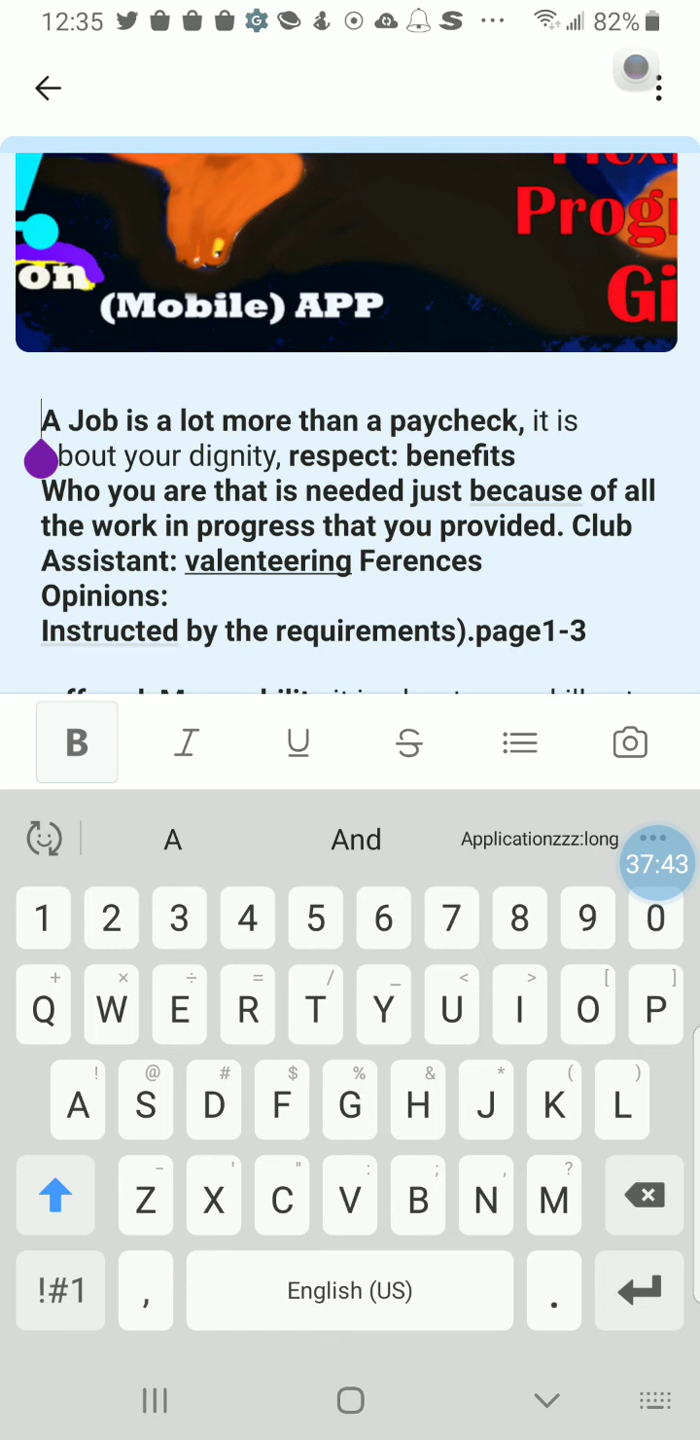 12:35 82%
Prog
on
(Mobile) APP
Gi
A Job is a lot more than a paycheck, it is
bout your dignity, respect: benefits
Who you are that is needed just because of all
the work in progress that you provided. Club
Assistant: valenteering Ferences
Opinions:
Instructed by the requirements).page1-3
B I U S
A And Applicationzzz:long
37:43
1 2 3 4 5 6 7 8 9 0
+ × ÷ = / _ < > [ ]
Q W E R T Y U I O P
! @ # $ % & * ( )
A S D F G H J K L
- ' " : ; , ?
Z X C V B N M
!#1 , English (US) .